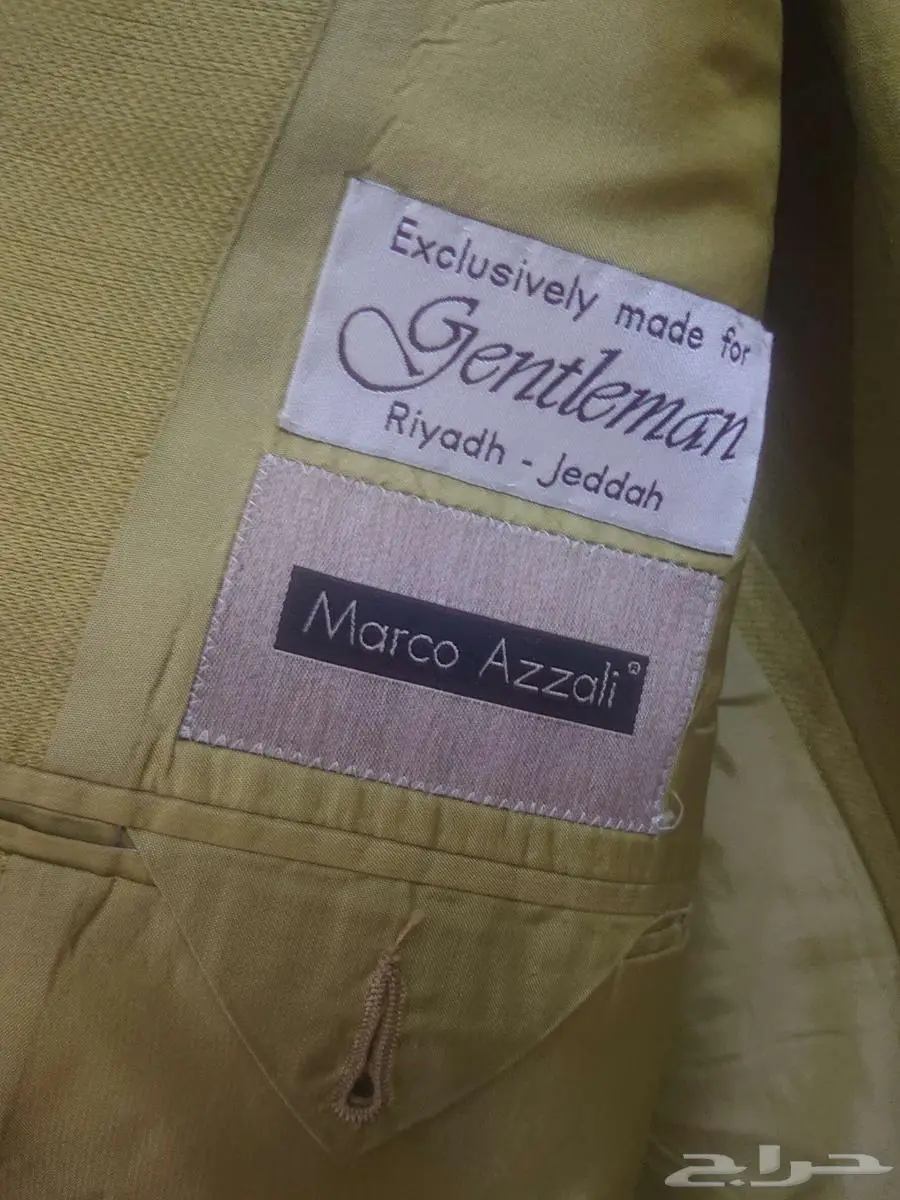 Exclusively made for
Gentleman
Riyadh - Jeddah
Marco Azzali®
حراج